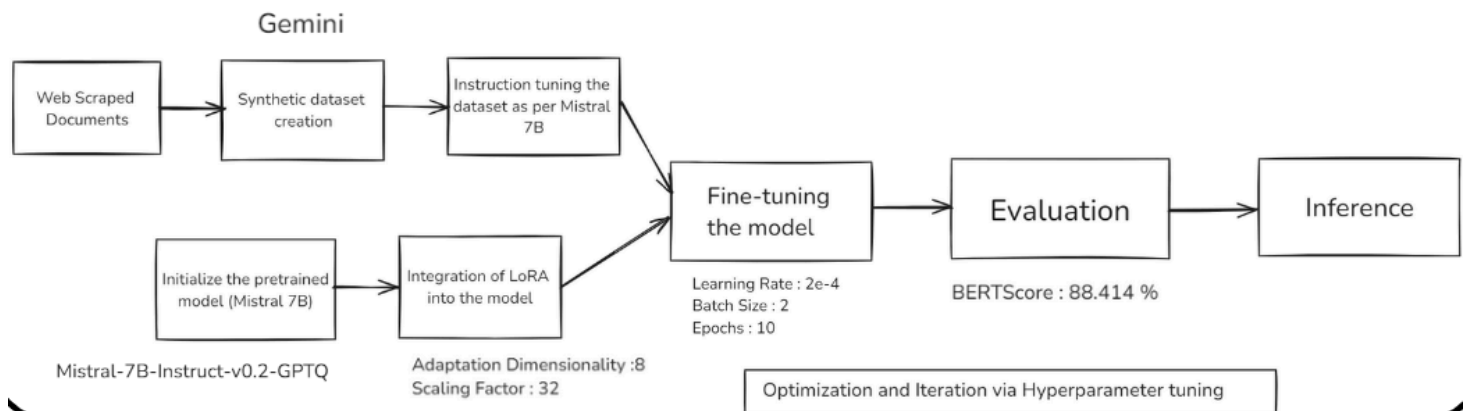 Gemini
Web Scraped
Documents
Synthetic dataset
creation
Instruction tuning the
dataset as per Mistral
7B
Initialize the pretrained
model (Mistral 7B)
Mistral-7B-Instruct-v0.2-GPTQ
Integration of LoRA
into the model
Adaptation Dimensionality :8
Scaling Factor : 32
Fine-tuning
the model
Learning Rate : 2e-4
Batch Size : 2
Epochs : 10
Evaluation
BERTScore : 88.414 %
Inference
Optimization and Iteration via Hyperparameter tuning